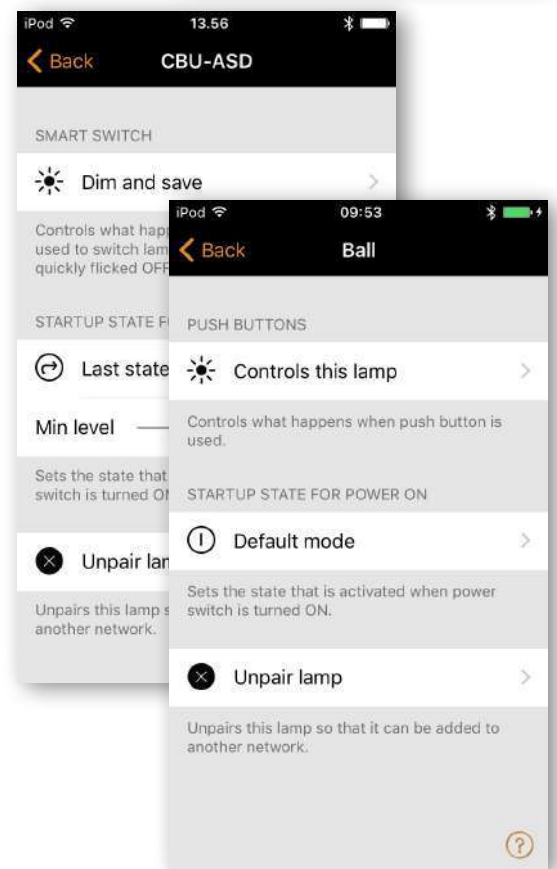 iPod 13.56
Back CBU-ASD
SMART SWITCH
Dim and save
Controls what
used to switch
quickly flicked
STARTUP STATE
Last state
Min level
Sets the state that
switch is turned
Unpair
Unpairs this lamp
another network.
iPod 09:53
Back Ball
PUSH BUTTONS
Controls this lamp
Controls what happens when push button is
used.
STARTUP STATE FOR POWER ON
Default mode
Sets the state that is activated when power
switch is turned ON.
Unpair lamp
Unpairs this lamp so that it can be added to
another network.
?